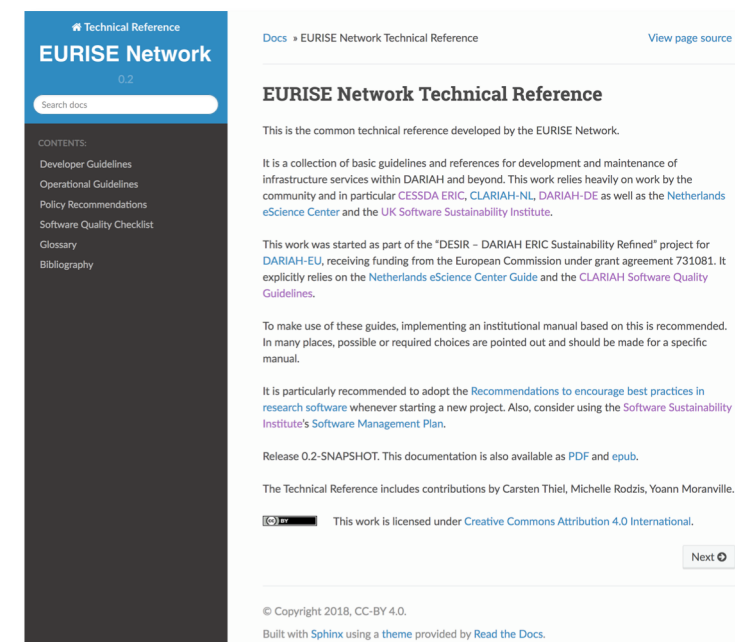 Technical Reference
EURISE Network
0.2
Search docs
CONTENTS:
Developer Guidelines
Operational Guidelines
Policy Recommendations
Software Quality Checklist
Glossary
Bibliography
Docs » EURISE Network Technical Reference
View page source
EURISE Network Technical Reference
This is the common technical reference developed by the EURISE Network.
It is a collection of basic guidelines and references for development and maintenance of
infrastructure services within DARIAH and beyond. This work relies heavily on work by the
community and in particular CESSDA ERIC, CLARIAH-NL, DARIAH-DE as well as the Netherlands
eScience Center and the UK Software Sustainability Institute.
This work was started as part of the “DESIR – DARIAH ERIC Sustainability Refined” project for
DARIAH-EU, receiving funding from the European Commission under grant agreement 731081. It
explicitly relies on the Netherlands eScience Center Guide and the CLARIAH Software Quality
Guidelines.
To make use of these guides, implementing an institutional manual based on this is recommended.
In many places, possible or required choices are pointed out and should be made for a specific
manual.
It is particularly recommended to adopt the Recommendations to encourage best practices in
research software whenever starting a new project. Also, consider using the Software Sustainability
Institute's Software Management Plan.
Release 0.2-SNAPSHOT. This documentation is also available as PDF and epub.
The Technical Reference includes contributions by Carsten Thiel, Michelle Rodzis, Yoann Moranville.
(cc) BY
This work is licensed under Creative Commons Attribution 4.0 International.
Next
© Copyright 2018, CC-BY 4.0.
Built with Sphinx using a theme provided by Read the Docs.